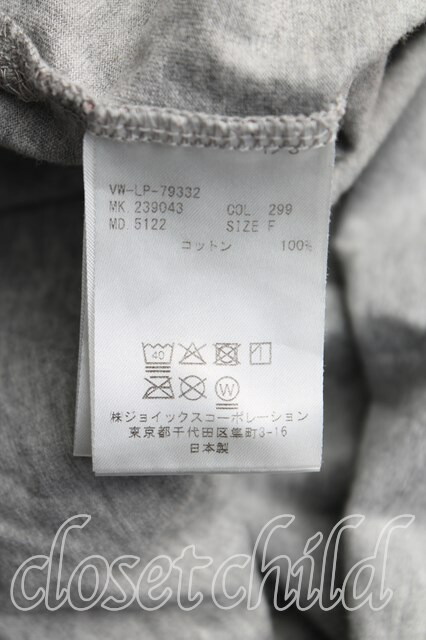 VW-LP-79332
MK. 239043 COL 299
MD. 5122 SIZE F
コットン 100%
40
W
株ジョイックスコーポレーション
東京都千代田区隼町3-16
日本製
closetchild